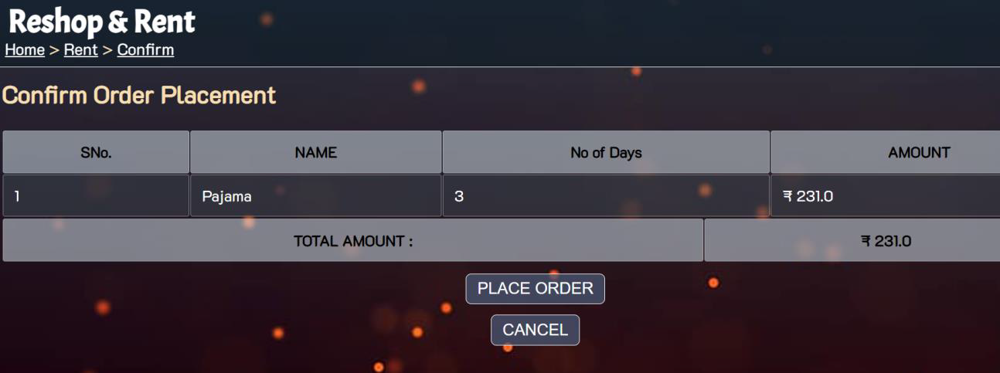 Reshop & Rent
Home > Rent > Confirm
Confirm Order Placement
SNo. NAME No of Days AMOUNT
1 Pajama 3 ₹ 231.0
TOTAL AMOUNT : ₹ 231.0
PLACE ORDER
CANCEL